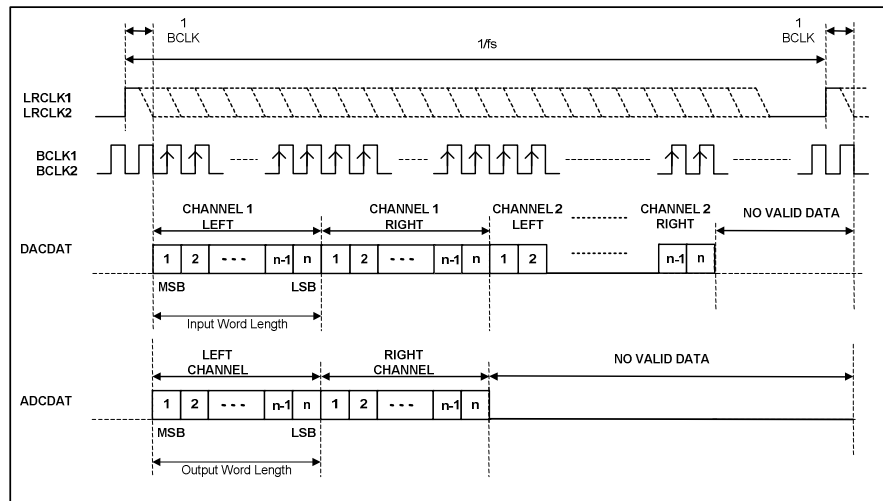 1
BCLK
1/fs
1
BCLK
LRCLK1
LRCLK2
BCLK1
BCLK2
CHANNEL 1
LEFT
CHANNEL 1
RIGHT
CHANNEL 2
LEFT
CHANNEL 2
RIGHT
NO VALID DATA
DACDAT
1 2 - - - n-1 n 1 2 - - - n-1 n 1 2 n-1 n
MSB LSB
Input Word Length
LEFT
CHANNEL
RIGHT
CHANNEL
NO VALID DATA
ADCDAT
1 2 - - - n-1 n 1 2 - - - n-1 n
MSB LSB
Output Word Length